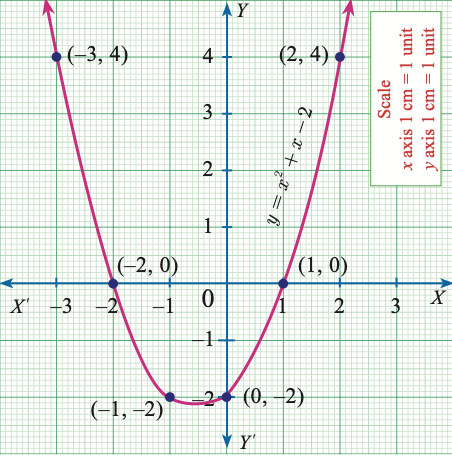 Y
(−3, 4)
(2, 4)
4
3
2
1
y = x² + x − 2
Scale
x axis 1 cm = 1 unit
y axis 1 cm = 1 unit
(−2, 0)
(1, 0)
X′ −3 −2 −1 0 1 2 3 X
−1
−2
(−1, −2)
(0, −2)
Y′